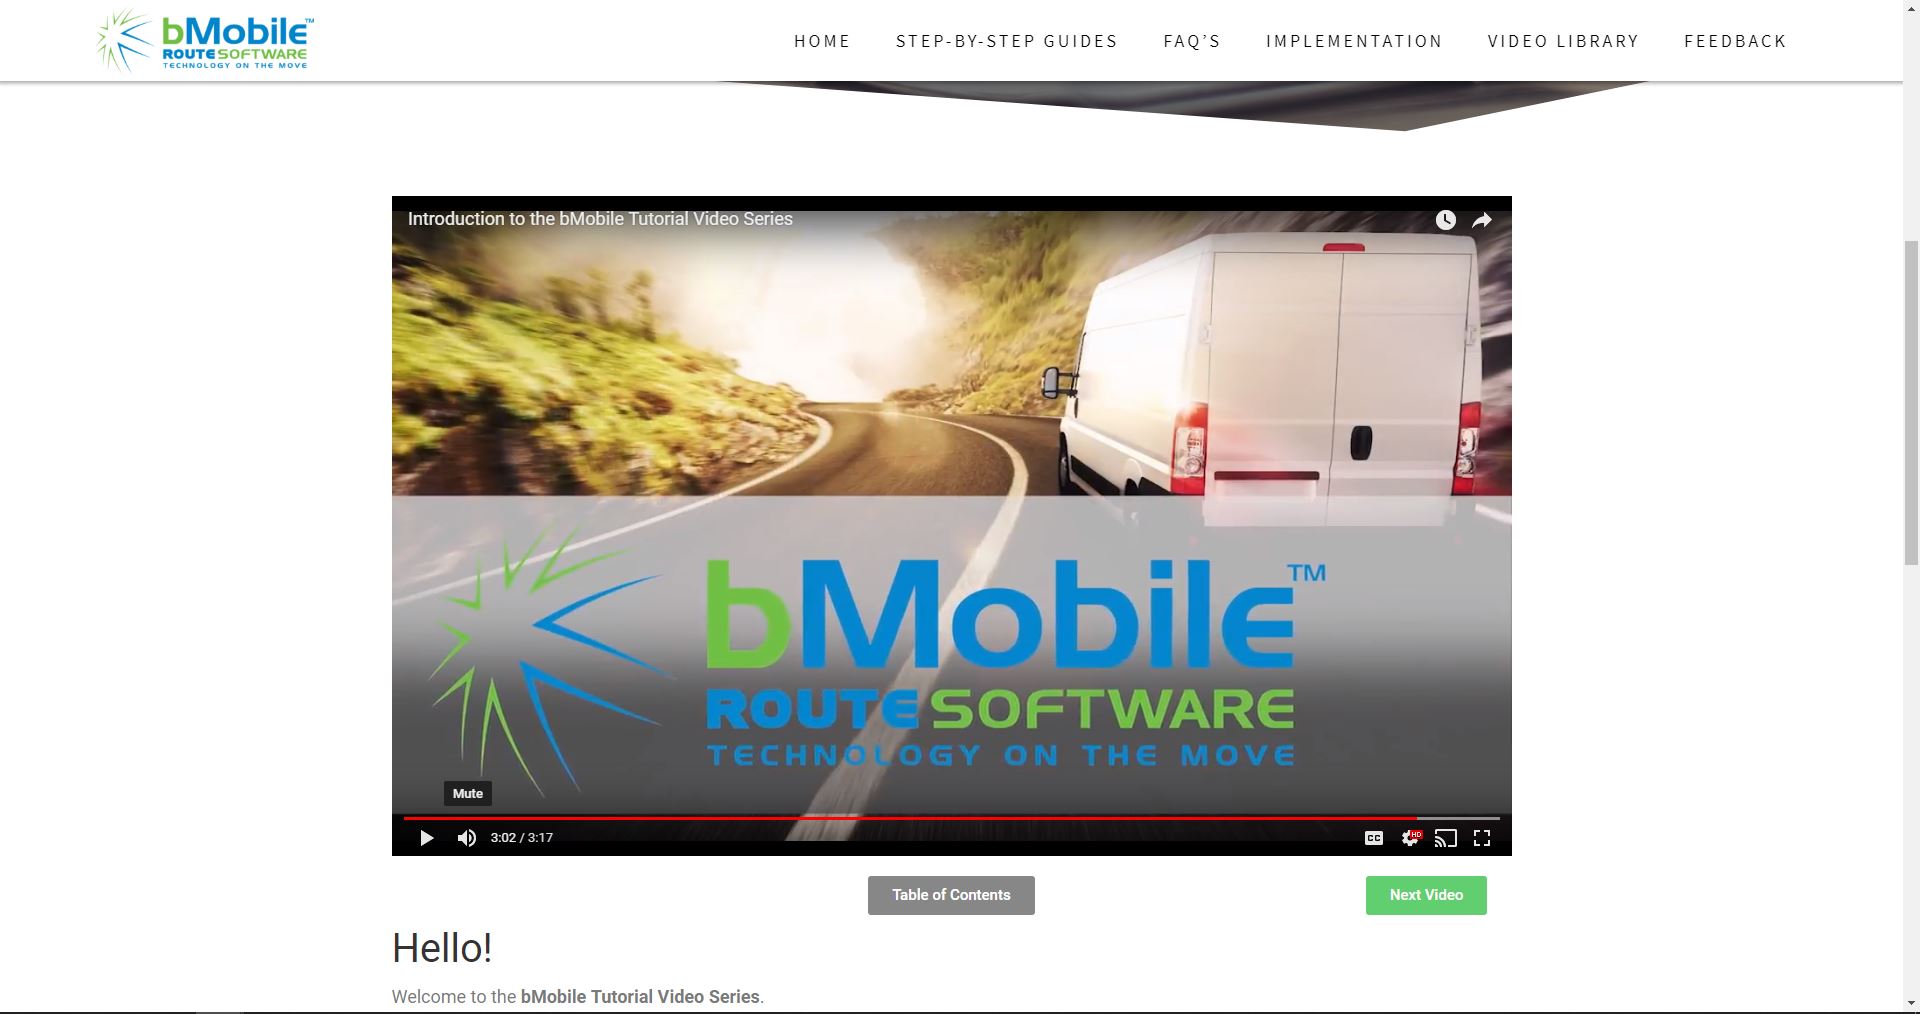 bMobile™
ROUTE SOFTWARE
TECHNOLOGY ON THE MOVE
HOME STEP-BY-STEP GUIDES FAQ’S IMPLEMENTATION VIDEO LIBRARY FEEDBACK
Introduction to the bMobile Tutorial Video Series
bMobile™
ROUTE SOFTWARE
TECHNOLOGY ON THE MOVE
Mute
3:02 / 3:17
CC HD
Table of Contents
Next Video
Hello!
Welcome to the bMobile Tutorial Video Series.